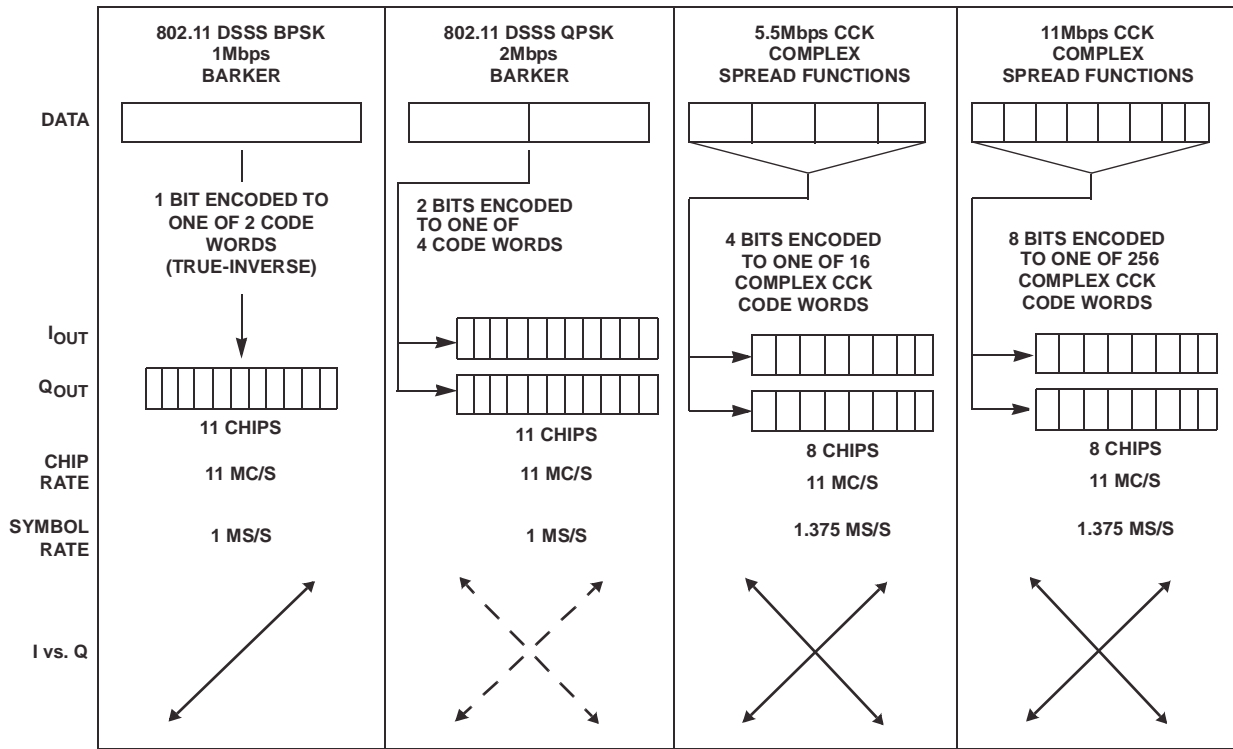 802.11 DSSS BPSK
1Mbps
BARKER
802.11 DSSS QPSK
2Mbps
BARKER
5.5Mbps CCK
COMPLEX
SPREAD FUNCTIONS
11Mbps CCK
COMPLEX
SPREAD FUNCTIONS
DATA
1 BIT ENCODED TO
ONE OF 2 CODE
WORDS
(TRUE-INVERSE)
2 BITS ENCODED
TO ONE OF
4 CODE WORDS
4 BITS ENCODED
TO ONE OF 16
COMPLEX CCK
CODE WORDS
8 BITS ENCODED
TO ONE OF 256
COMPLEX CCK
CODE WORDS
IOUT
QOUT
11 CHIPS
11 CHIPS
8 CHIPS
8 CHIPS
CHIP
RATE
11 MC/S
11 MC/S
11 MC/S
11 MC/S
SYMBOL
RATE
1 MS/S
1 MS/S
1.375 MS/S
1.375 MS/S
I vs. Q